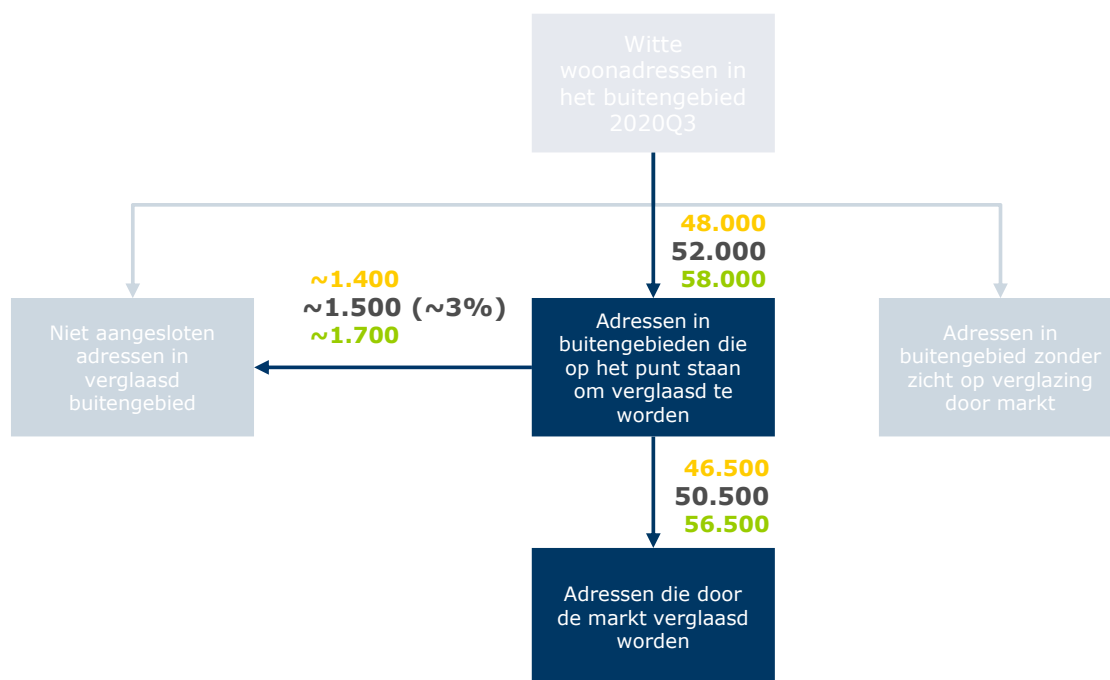 Witte
woonadressen in
het buitengebied
2020Q3
48.000
52.000
58.000
~1.400
~1.500 (~3%)
~1.700
Niet aangesloten
adressen in
verglaasd
buitengebied
Adressen in
buitengebieden die
op het punt staan
om verglaasd te
worden
Adressen in
buitengebied zonder
zicht op verglazing
door markt
46.500
50.500
56.500
Adressen die door
de markt verglaasd
worden